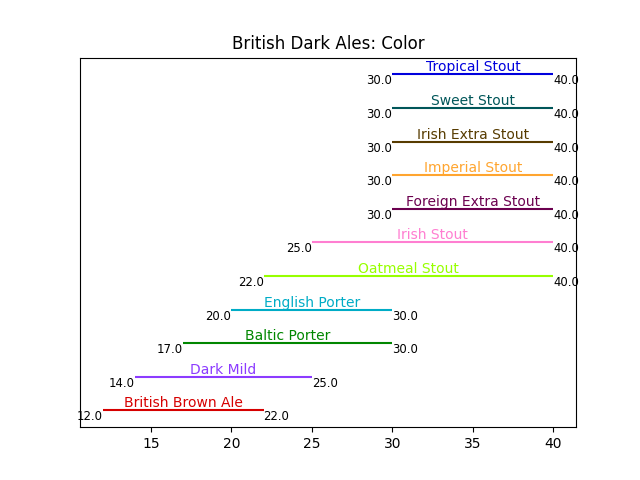 British Dark Ales: Color
Tropical Stout
30.0 40.0
Sweet Stout
30.0 40.0
Irish Extra Stout
30.0 40.0
Imperial Stout
30.0 40.0
Foreign Extra Stout
30.0 40.0
Irish Stout
25.0 40.0
Oatmeal Stout
22.0 40.0
English Porter
20.0 30.0
Baltic Porter
17.0 30.0
Dark Mild
14.0 25.0
British Brown Ale
12.0 22.0
15 20 25 30 35 40